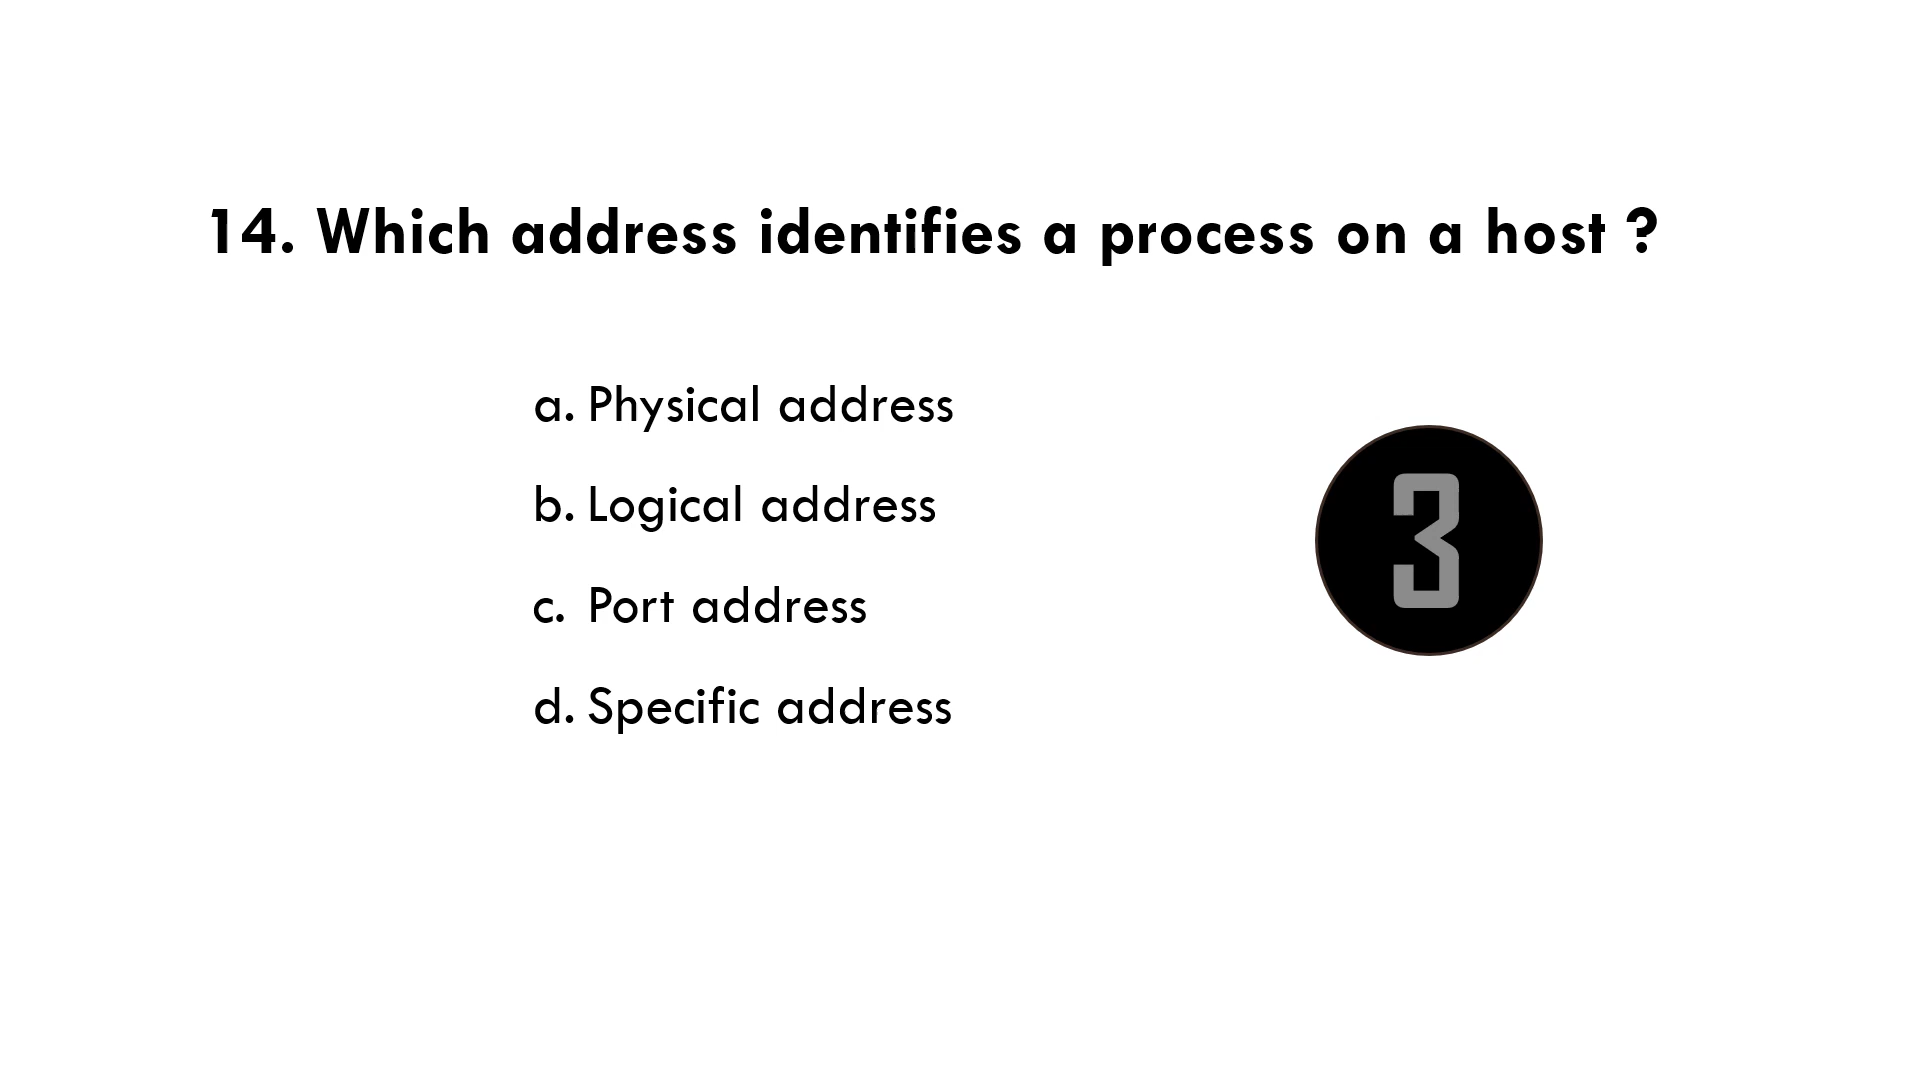 14. Which address identifies a process on a host ?
a. Physical address
b. Logical address
c. Port address
d. Specific address
3